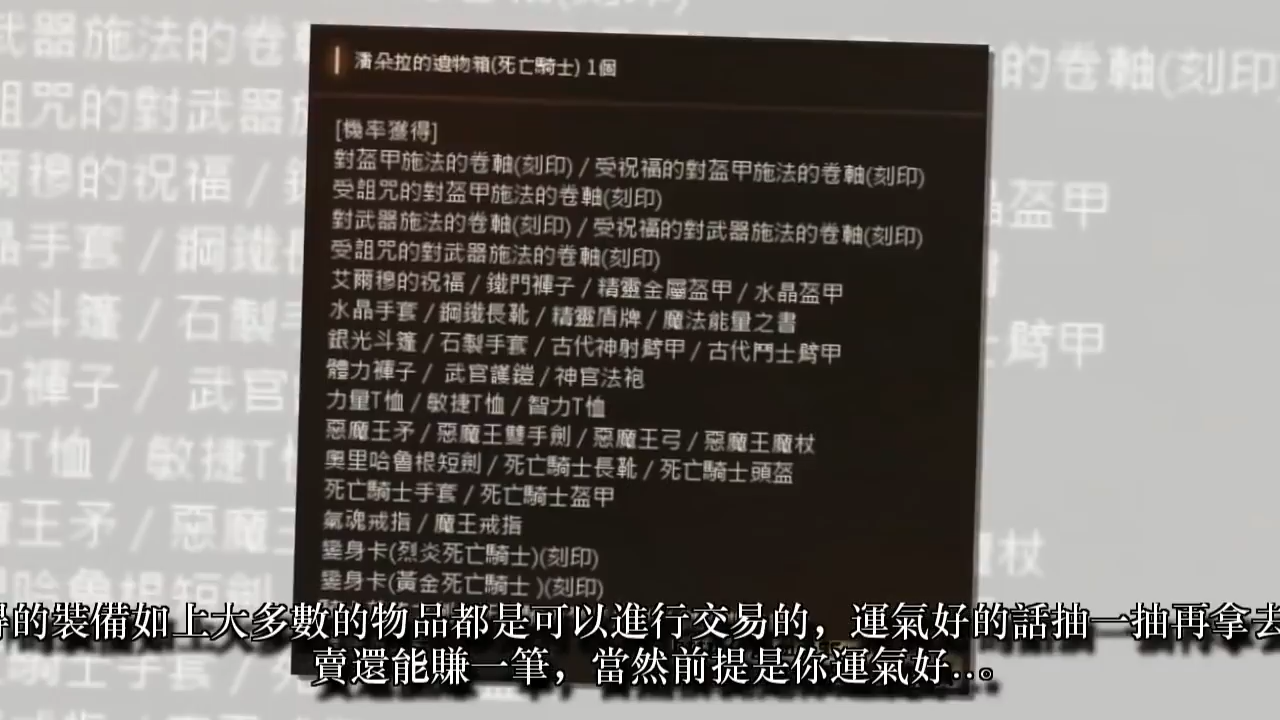 潘朵拉的遺物箱(死亡騎士) 1個
[機率獲得]
對盔甲施法的卷軸(刻印) / 受祝福的對盔甲施法的卷軸(刻印)
受詛咒的對盔甲施法的卷軸(刻印)
對武器施法的卷軸(刻印) / 受祝福的對武器施法的卷軸(刻印)
受詛咒的對武器施法的卷軸(刻印)
艾爾穆的祝福 / 鐵門褲子 / 精靈金屬盔甲 / 水晶盔甲
水晶手套 / 鋼鐵長靴 / 精靈盾牌 / 魔法能量之書
銀光斗篷 / 石製手套 / 古代神射臂甲 / 古代鬥士臂甲
體力褲子 / 武官護鎧 / 神官法袍
力量T恤 / 敏捷T恤 / 智力T恤
惡魔王矛 / 惡魔王雙手劍 / 惡魔王弓 / 惡魔王魔杖
奧里哈魯根短劍 / 死亡騎士長靴 / 死亡騎士頭盔
死亡騎士手套 / 死亡騎士盔甲
氣魂戒指 / 魔王戒指
變身卡(烈炎死亡騎士)(刻印)
變身卡(黃金死亡騎士 )(刻印)
得的裝備如上大多數的物品都是可以進行交易的，運氣好的話抽一抽再拿去
賣還能賺一筆，當然前提是你運氣好...。